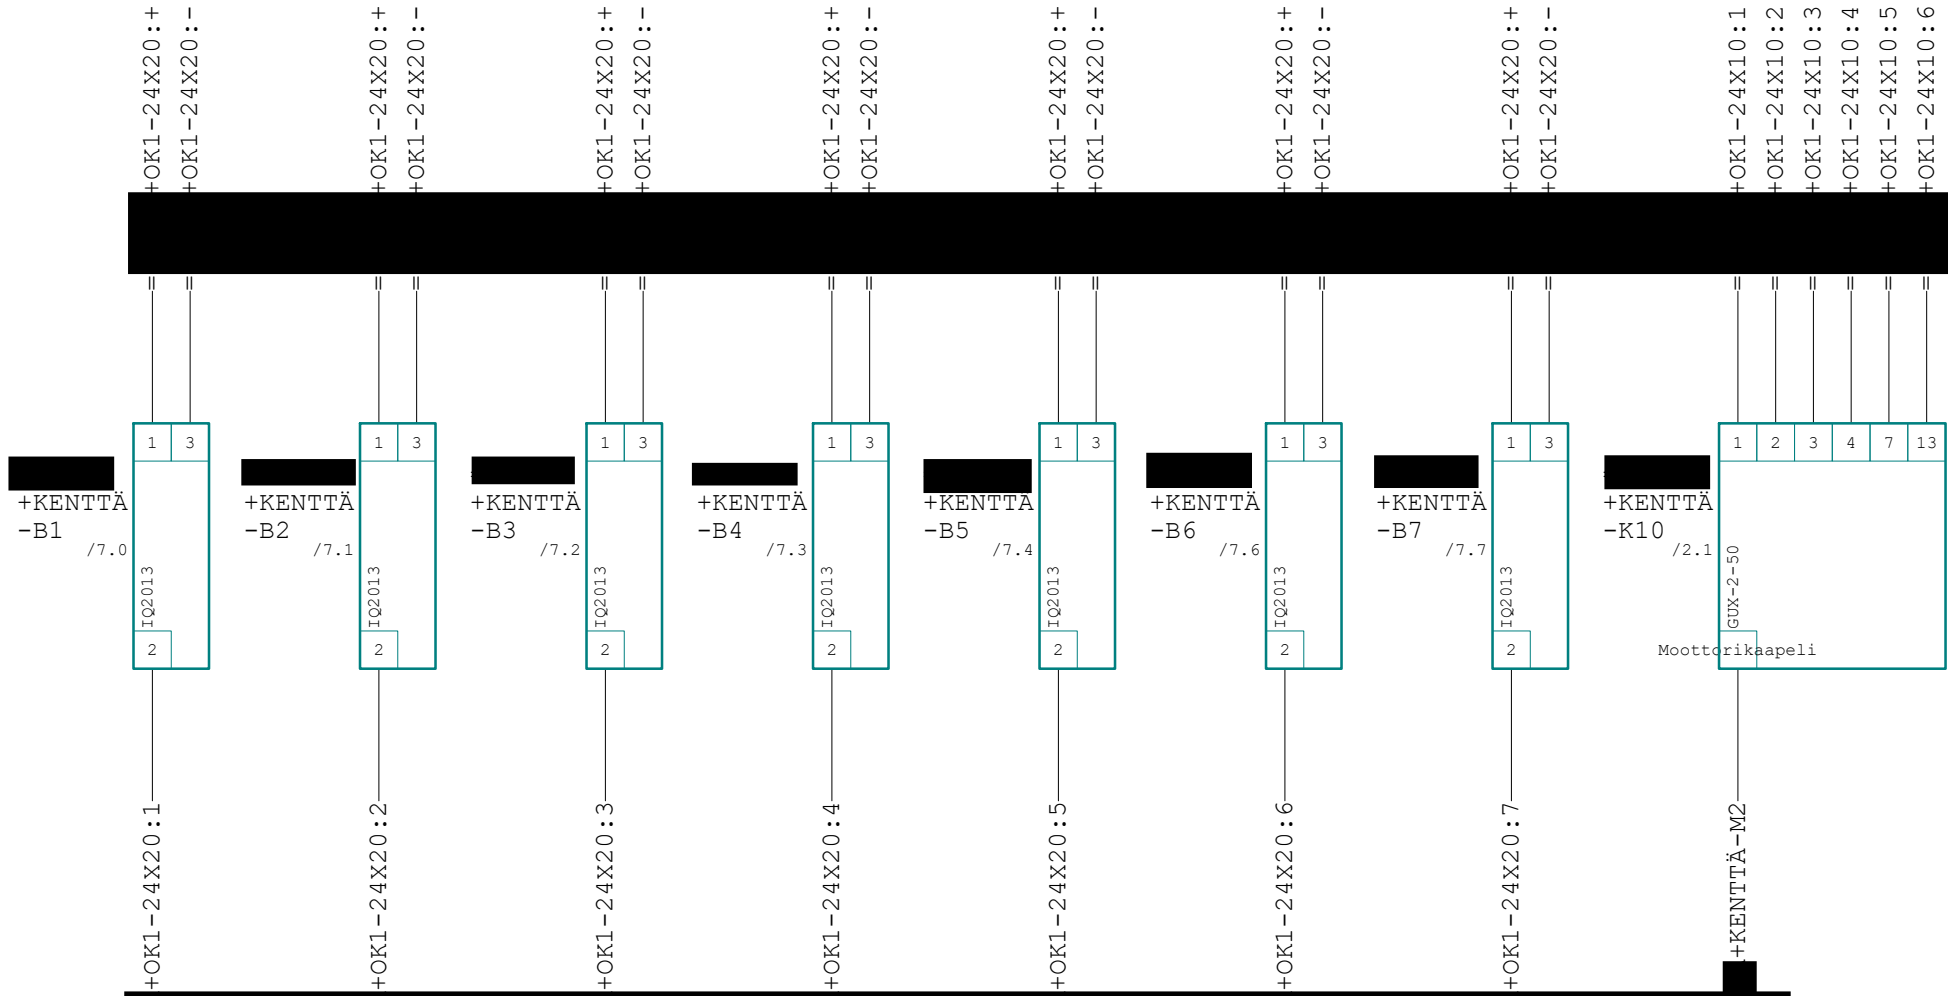 +OK1-24X20:+
+OK1-24X20:-
+OK1-24X20:+
+OK1-24X20:-
+OK1-24X20:+
+OK1-24X20:-
+OK1-24X20:+
+OK1-24X20:-
+OK1-24X20:+
+OK1-24X20:-
+OK1-24X20:+
+OK1-24X20:-
+OK1-24X20:+
+OK1-24X20:-
+OK1-24X10:1
+OK1-24X10:2
+OK1-24X10:3
+OK1-24X10:4
+OK1-24X10:5
+OK1-24X10:6
= = = = = = = = = = = = = = = = = = = =
1 3
+KENTTÄ
-B1
/7.0
IQ2013
2
+OK1-24X20:1
1 3
+KENTTÄ
-B2
/7.1
IQ2013
2
+OK1-24X20:2
1 3
+KENTTÄ
-B3
/7.2
IQ2013
2
+OK1-24X20:3
1 3
+KENTTÄ
-B4
/7.3
IQ2013
2
+OK1-24X20:4
1 3
+KENTTÄ
-B5
/7.4
IQ2013
2
+OK1-24X20:5
1 3
+KENTTÄ
-B6
/7.6
IQ2013
2
+OK1-24X20:6
1 3
+KENTTÄ
-B7
/7.7
IQ2013
2
+OK1-24X20:7
1 2 3 4 7 13
+KENTTÄ
-K10
/2.1
GUX-2-50
Moottorikaapeli
+KENTTÄ-M2